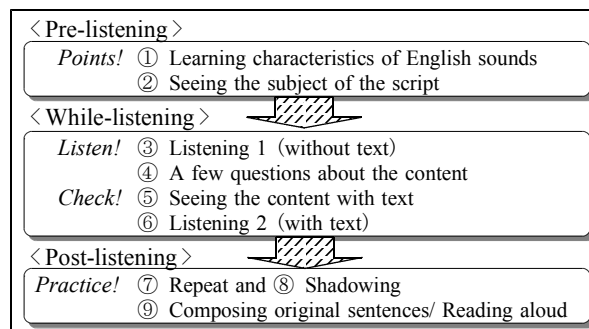 〈Pre-listening〉
Points! ① Learning characteristics of English sounds
② Seeing the subject of the script
〈While-listening〉
Listen! ③ Listening 1 (without text)
④ A few questions about the content
Check! ⑤ Seeing the content with text
⑥ Listening 2 (with text)
〈Post-listening〉
Practice! ⑦ Repeat and ⑧ Shadowing
⑨ Composing original sentences/ Reading aloud